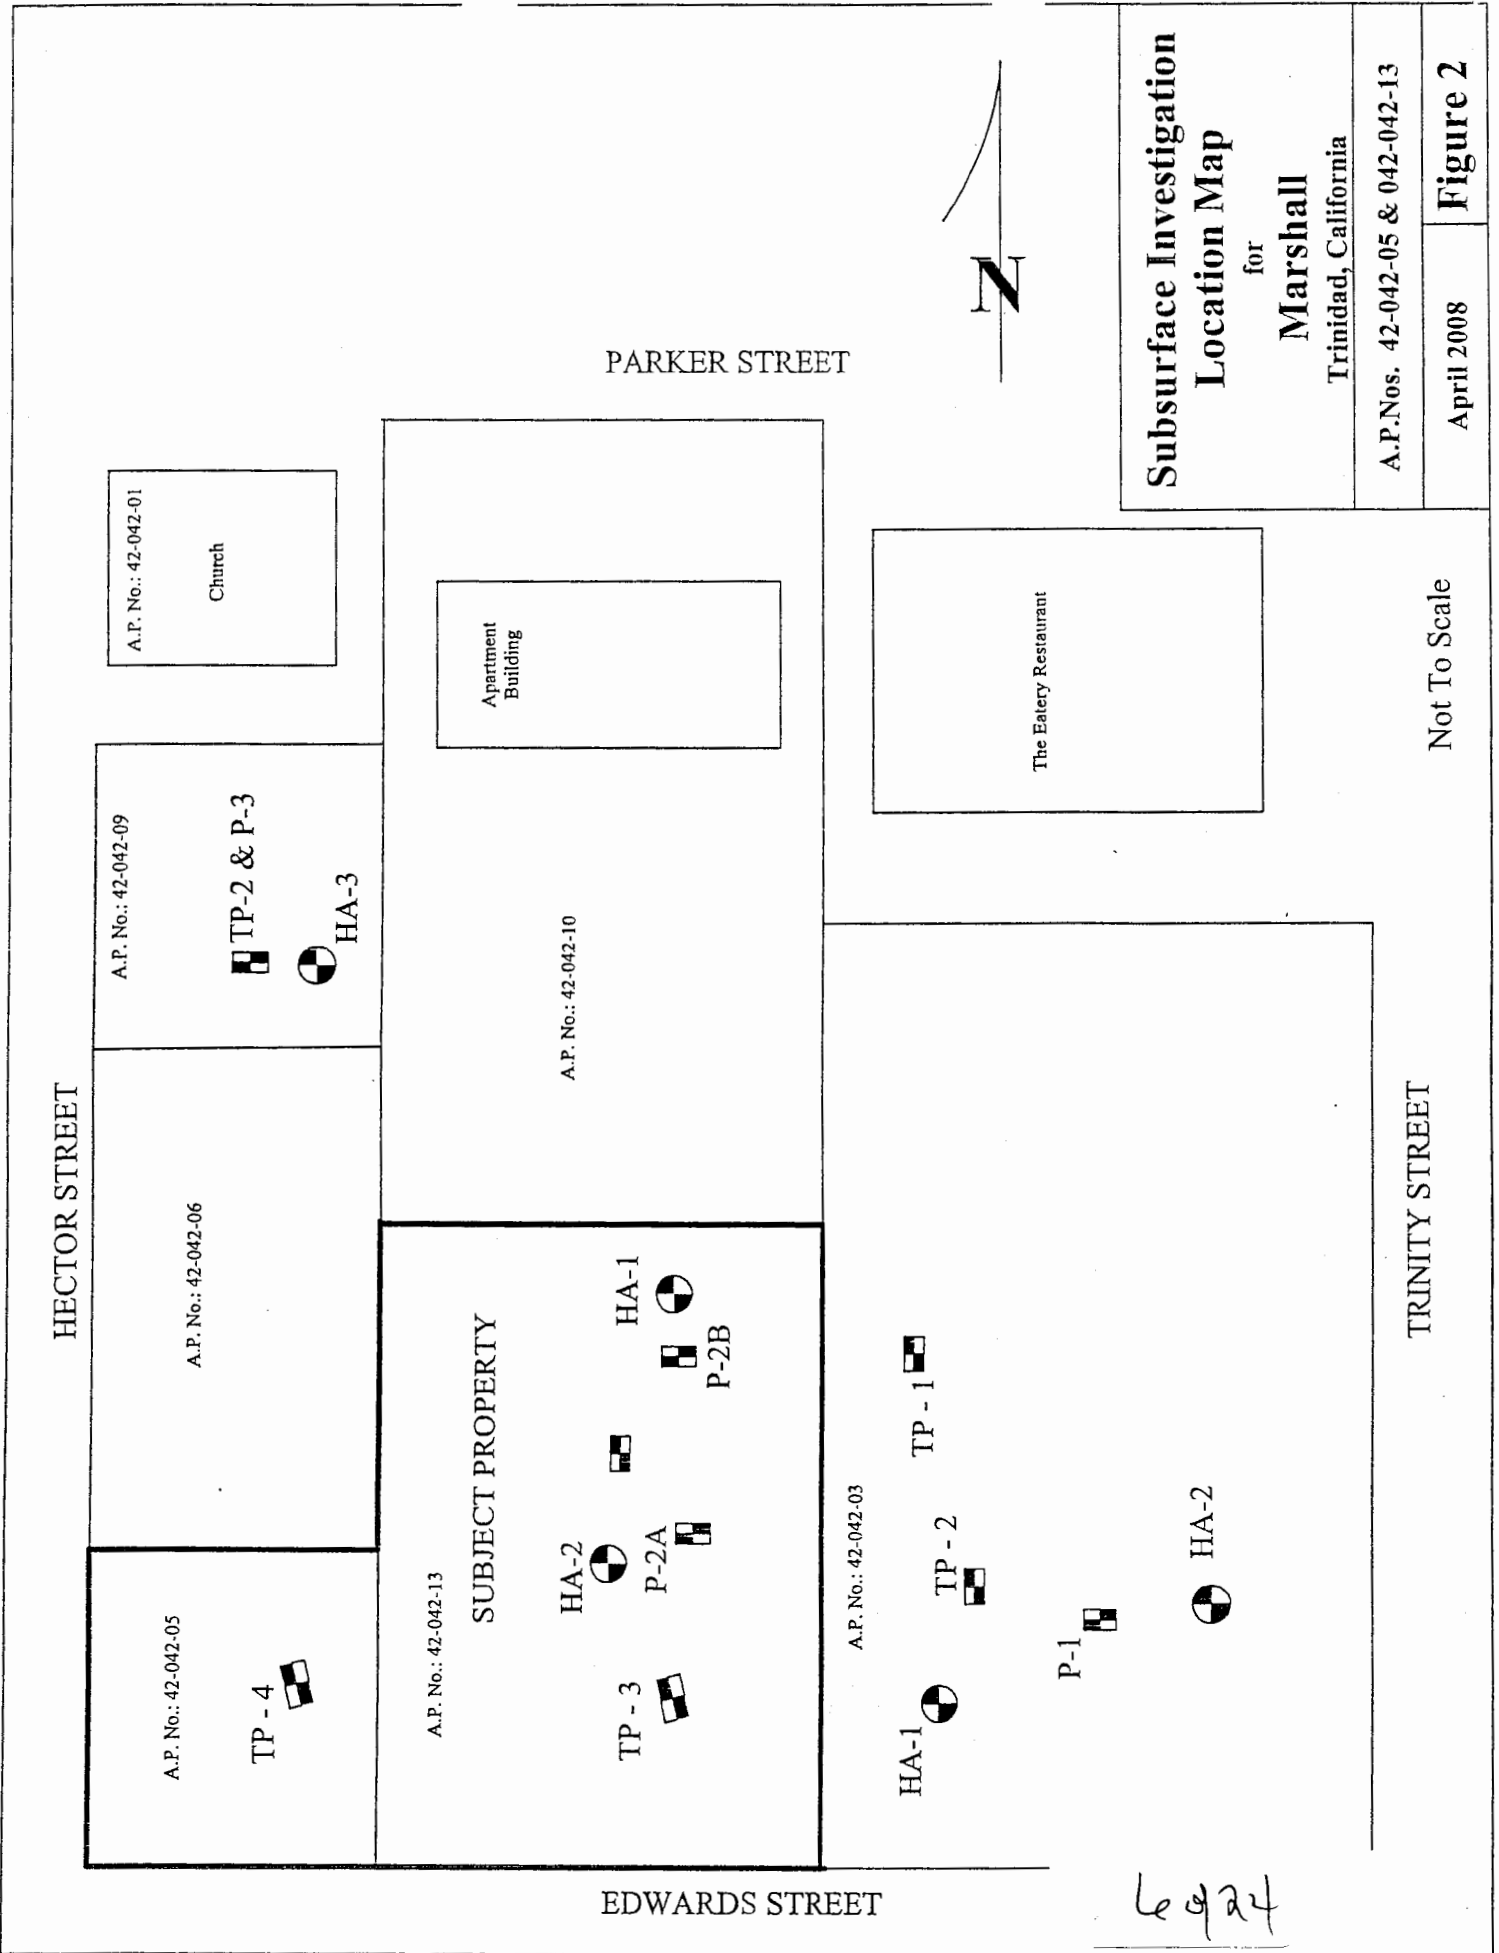 HECTOR STREET
A.P. No.: 42-042-05
TP - 4
A.P. No.: 42-042-06
A.P. No.: 42-042-09
TP-2 & P-3
HA-3
A.P. No.: 42-042-01
Church
A.P. No.: 42-042-13
SUBJECT PROPERTY
HA-2
P-2A
TP - 3
HA-1
P-2B
A.P. No.: 42-042-10
Apartment
Building
PARKER STREET
EDWARDS STREET
A.P. No.: 42-042-03
HA-1
TP - 2
TP - 1
P-1
HA-2
The Eatery Restaurant
TRINITY STREET
N
Not To Scale
Subsurface Investigation
Location Map
for
Marshall
Trinidad, California
A.P.Nos. 42-042-05 & 042-042-13
April 2008
Figure 2
6 of 24